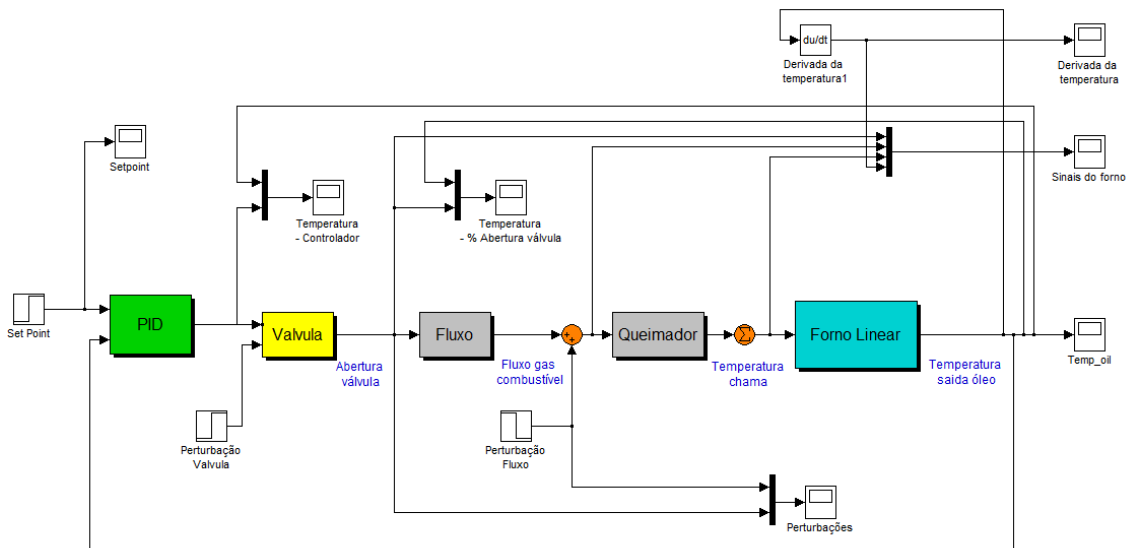 du/dt
Derivada da
temperatura1
Derivada da
temperatura
Setpoint
Sinais do forno
Temperatura
- Controlador
Temperatura
- % Abertura válvula
Set Point
PID
Valvula
Fluxo
+
+
Queimador
Σ
Forno Linear
Temp_oil
Abertura
válvula
Fluxo gas
combustível
Temperatura
chama
Temperatura
saida óleo
Perturbação
Valvula
Perturbação
Fluxo
Perturbações